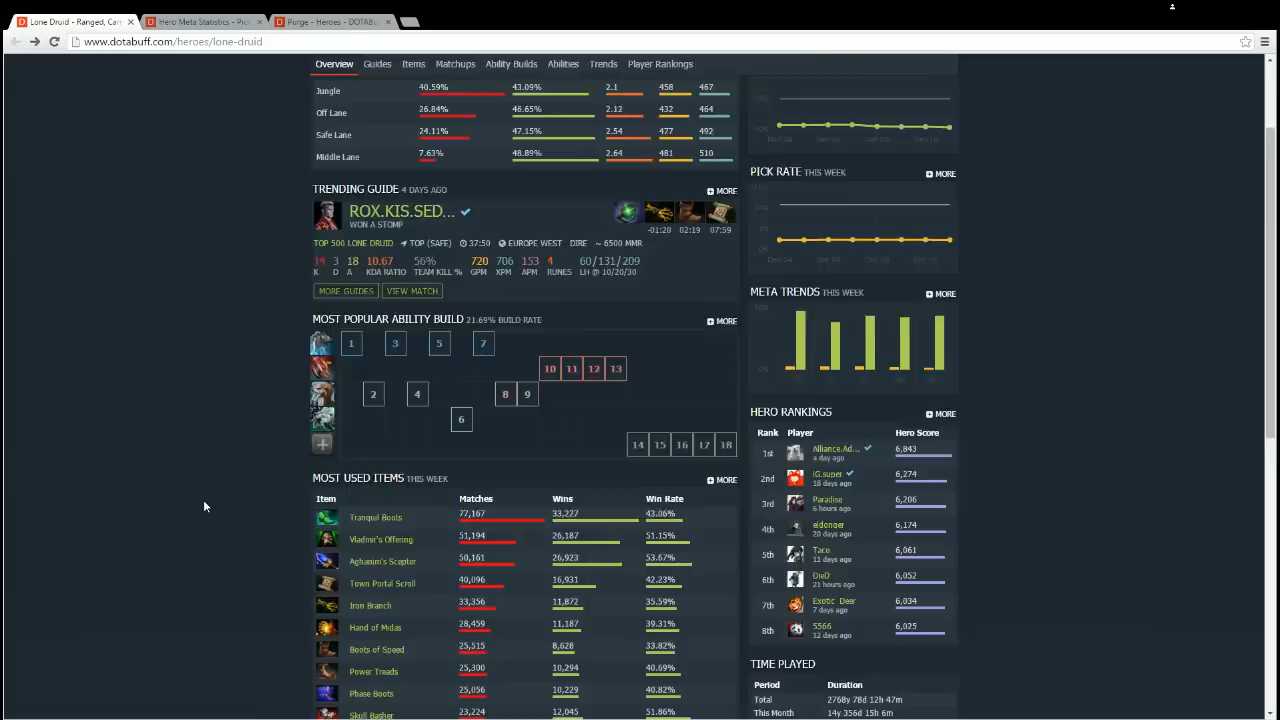 Lone Druid - Ranged, Carr
Hero Meta Statistics - Pick
Purge - Heroes - DOTABU
www.dotabuff.com/heroes/lone-druid
Overview Guides Items Matchups Ability Builds Abilities Trends Player Rankings
Jungle 40.59% 43.09% 2.1 458 467
Off Lane 26.84% 46.65% 2.12 432 464
Safe Lane 24.11% 47.15% 2.54 477 492
Middle Lane 7.63% 48.89% 2.64 481 510
TRENDING GUIDE 4 DAYS AGO MORE
ROX.KIS.SED...
WON A STOMP
-01:20 02:19 07:59
TOP 500 LONE DRUID TOP (SAFE) 37:50 EUROPE WEST DIRE ~ 6500 MMR
14 3 18 10.67 56% 720 706 153 4 60/131/209
K D A KDA RATIO TEAM KILL % GPM XPM APM RUNES LH @ 10/20/30
MORE GUIDES VIEW MATCH
MOST POPULAR ABILITY BUILD 21.69% BUILD RATE MORE
1 3 5 7
10 11 12 13
2 4 8 9
6
14 15 16 17 18
MOST USED ITEMS THIS WEEK MORE
Item Matches Wins Win Rate
Tranquil Boots 77,167 33,227 43.06%
Vladmir's Offering 51,194 26,187 51.15%
Aghanim's Scepter 50,161 26,923 53.67%
Town Portal Scroll 40,096 16,931 42.23%
Iron Branch 33,356 11,872 35.59%
Hand of Midas 28,459 11,187 39.31%
Boots of Speed 25,515 8,628 33.82%
Power Treads 25,300 10,294 40.69%
Phase Boots 25,056 10,229 40.82%
Skull Basher 23,224 12,045 51.86%
PICK RATE THIS WEEK MORE
META TRENDS THIS WEEK MORE
HERO RANKINGS MORE
Rank Player Hero Score
1st Alliance.Ad... 6,843
a day ago
2nd iG.super 6,274
18 days ago
3rd Paradise 6,206
6 hours ago
4th eldonger 6,174
20 days ago
5th Tace 6,061
11 days ago
6th DieD 6,052
21 hours ago
7th Exotic_Deer 6,034
7 days ago
8th 5566 6,025
12 days ago
TIME PLAYED
Period Duration
Total 2768y 78d 12h 47m
This Month 14y 356d 15h 6m